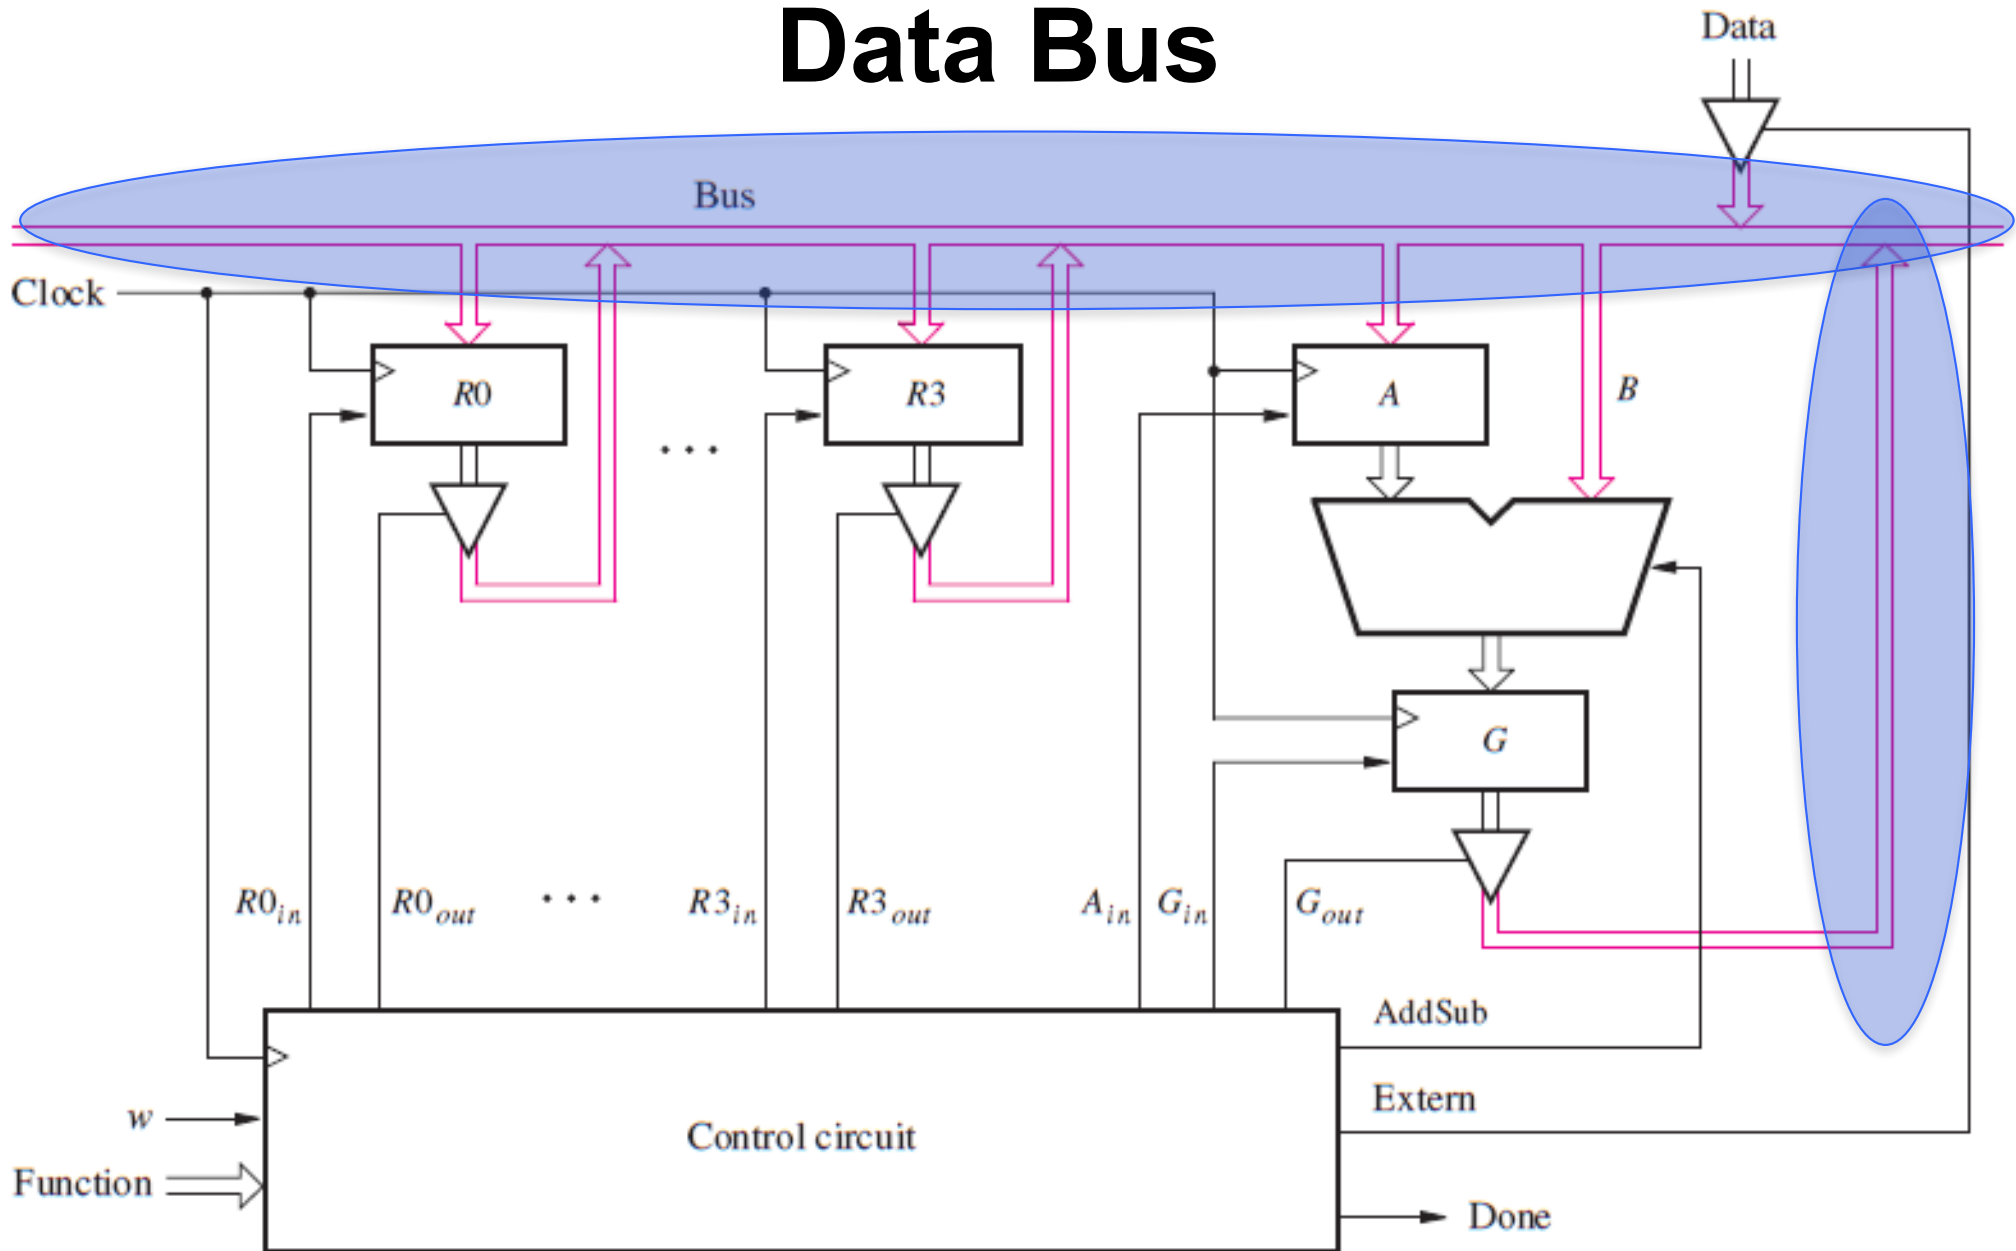 Data Bus
Data
Bus
Clock
R0
R3
A
B
...
G
R0in
R0out
...
R3in
R3out
Ain
Gin
Gout
AddSub
Extern
w
Control circuit
Function
Done